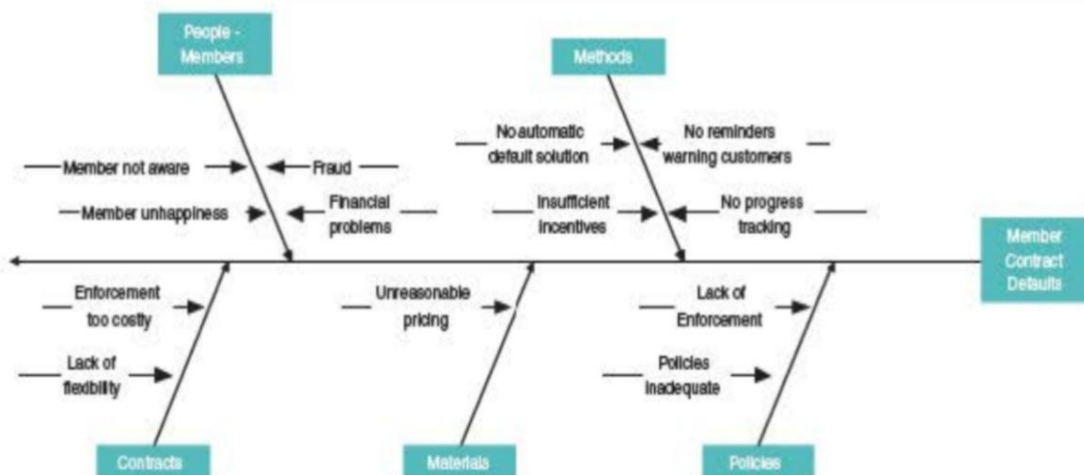 People -
Members
Methods
No automatic
default solution
No reminders
warning customers
Member not aware
Fraud
Member unhappiness
Financial
problems
Insufficient
Incentives
No progress
tracking
Member
Contract
Defaults
Enforcement
too costly
Unreasonable
pricing
Lack of
Enforcement
Lack of
flexibility
Policies
Inadequate
Contracts
Materials
Policies